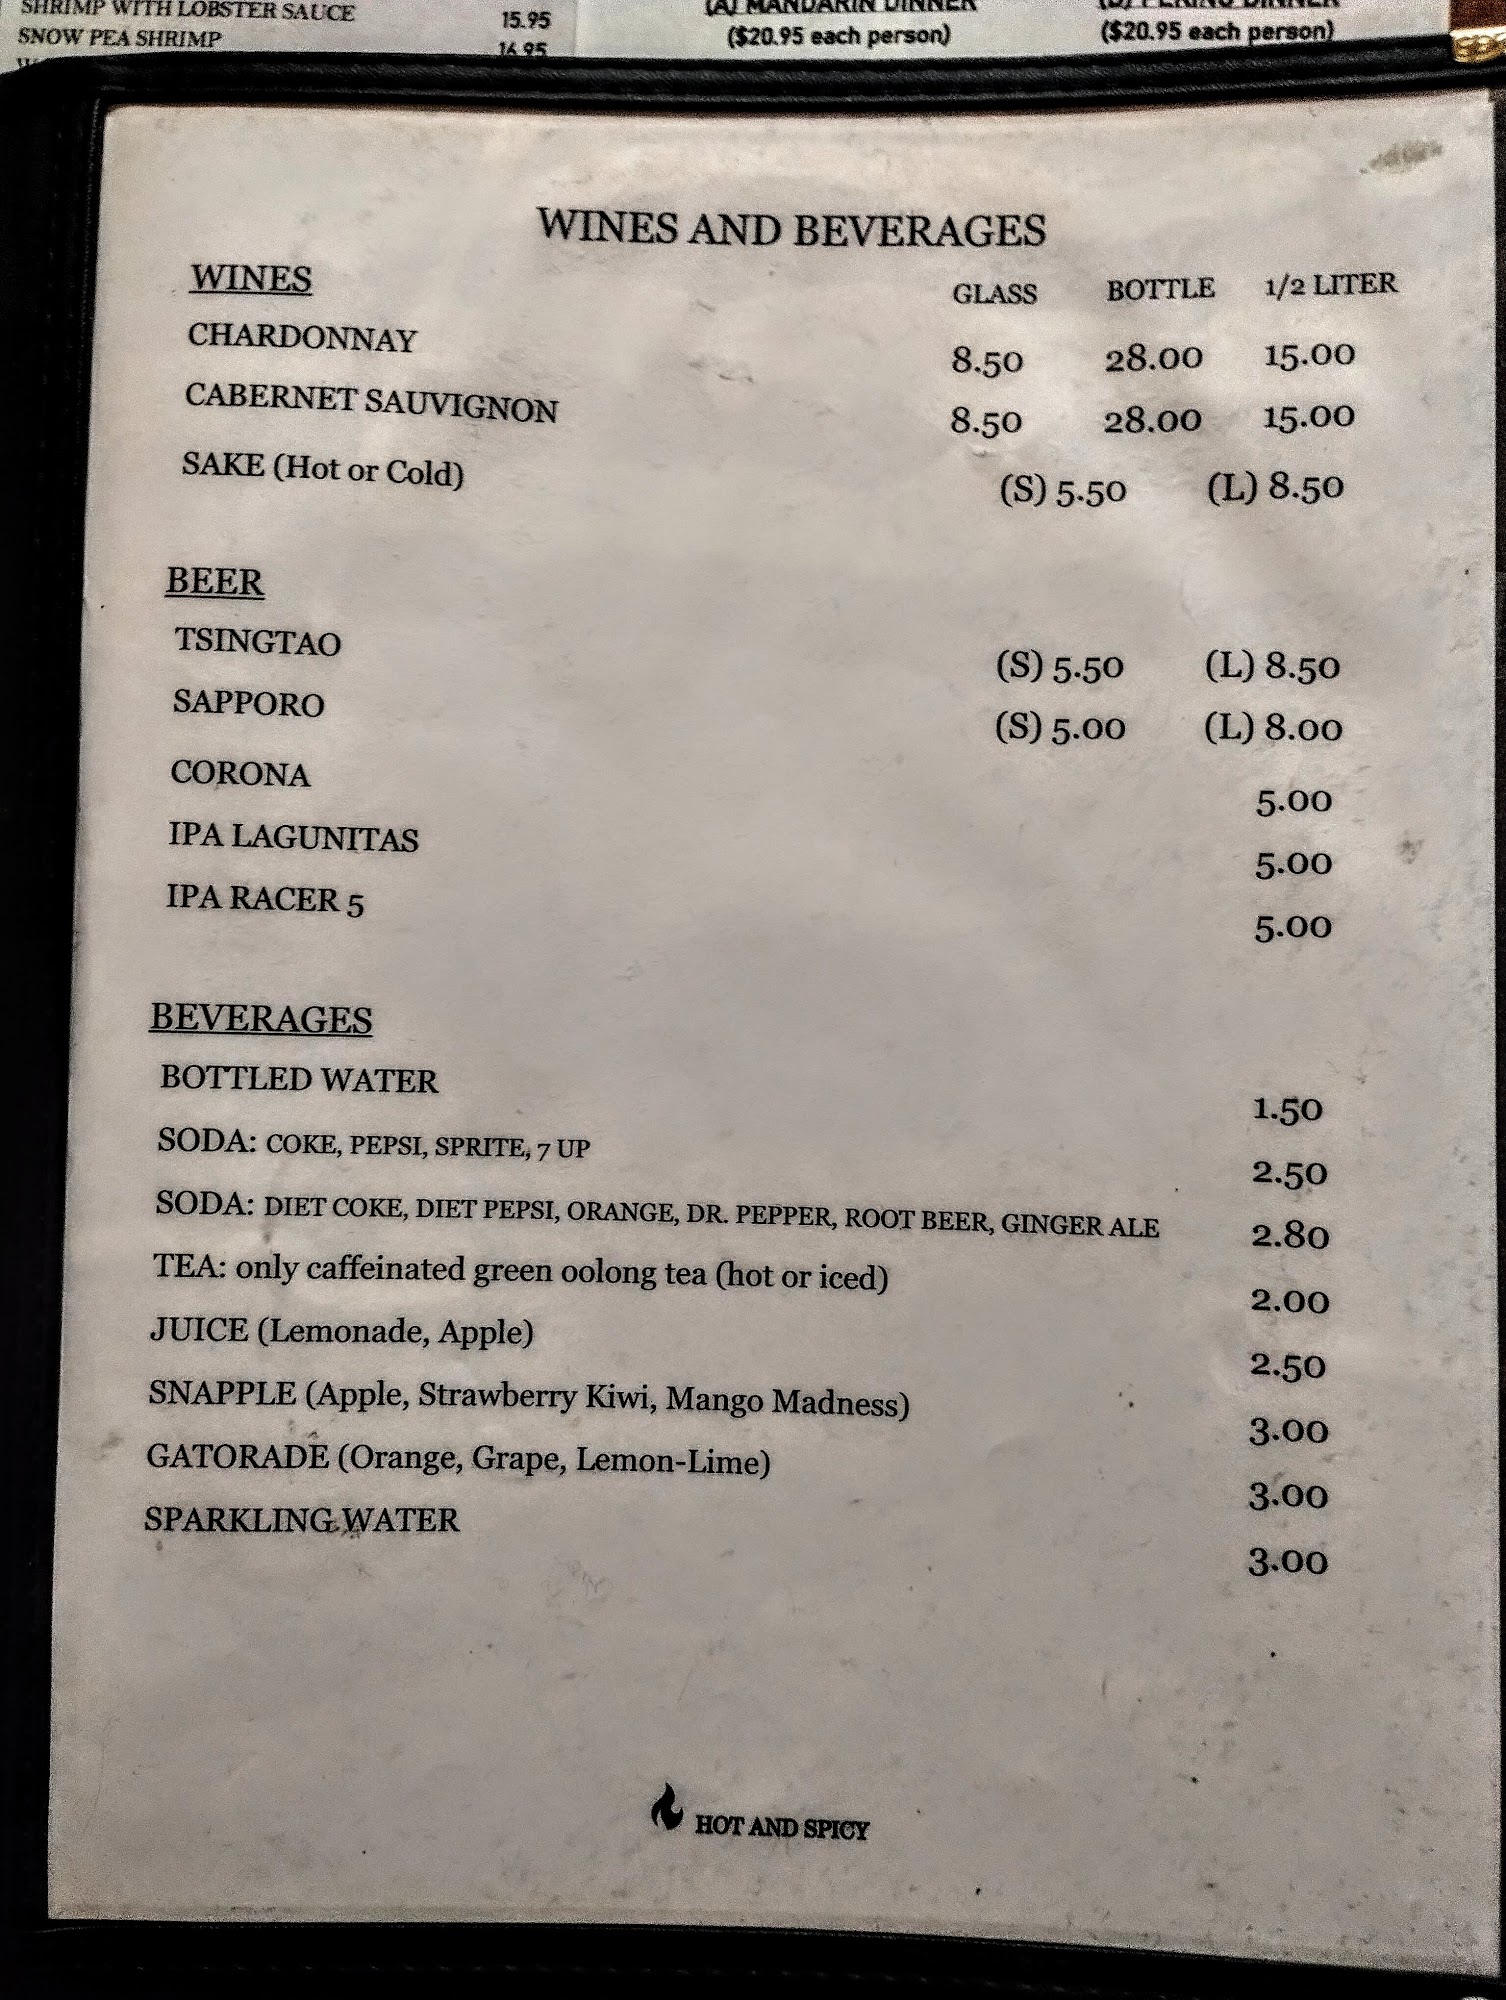 SHRIMP WITH LOBSTER SAUCE 15.95
SNOW PEA SHRIMP 16.95
(A) MANDARIN DINNER
($20.95 each person)
(B) PEKING DINNER
($20.95 each person)
WINES AND BEVERAGES
WINES GLASS BOTTLE 1/2 LITER
CHARDONNAY 8.50 28.00 15.00
CABERNET SAUVIGNON 8.50 28.00 15.00
SAKE (Hot or Cold) (S) 5.50 (L) 8.50
BEER
TSINGTAO (S) 5.50 (L) 8.50
SAPPORO (S) 5.00 (L) 8.00
CORONA 5.00
IPA LAGUNITAS 5.00
IPA RACER 5 5.00
BEVERAGES
BOTTLED WATER 1.50
SODA: COKE, PEPSI, SPRITE, 7 UP 2.50
SODA: DIET COKE, DIET PEPSI, ORANGE, DR. PEPPER, ROOT BEER, GINGER ALE 2.80
TEA: only caffeinated green oolong tea (hot or iced) 2.00
JUICE (Lemonade, Apple) 2.50
SNAPPLE (Apple, Strawberry Kiwi, Mango Madness) 3.00
GATORADE (Orange, Grape, Lemon-Lime) 3.00
SPARKLING WATER 3.00
HOT AND SPICY